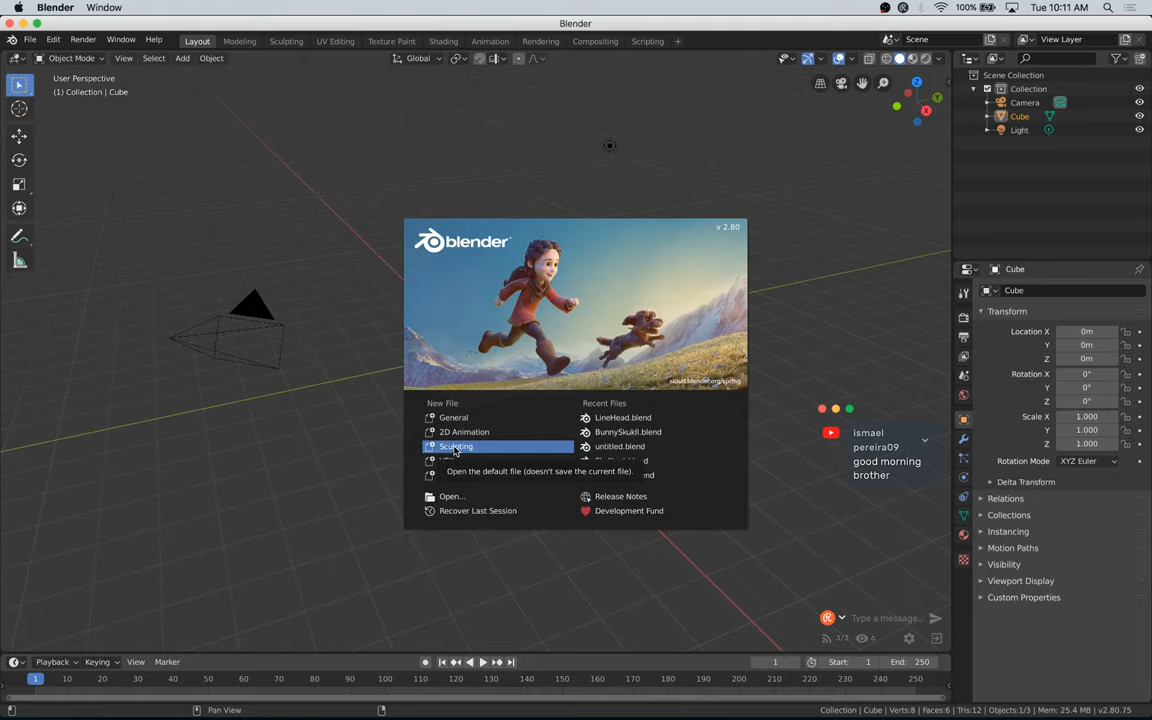 Blender Window 100% Tue 10:11 AM
Blender
File Edit Render Window Help Layout Modeling Sculpting UV Editing Texture Paint Shading Animation Rendering Compositing Scripting + Scene View Layer
Object Mode View Select Add Object Global
User Perspective
(1) Collection | Cube
Z
Y
X
Scene Collection
Collection
Camera
Cube
Light
blender
v 2.80
cloud.blender.org/spring
New File
General
2D Animation
Sculpting
Open the default file (doesn't save the current file).
Open...
Recover Last Session
Recent Files
LineHead.blend
BunnySkukll.blend
untitled.blend
Release Notes
Development Fund
Cube
Cube
Transform
Location X 0m
Y 0m
Z 0m
Rotation X 0°
Y 0°
Z 0°
Scale X 1.000
Y 1.000
Z 1.000
Rotation Mode XYZ Euler
Delta Transform
Relations
Collections
Instancing
Motion Paths
Visibility
Viewport Display
Custom Properties
ismael
pereira09
good morning
brother
Type a message...
3/3 6
Playback Keying View Marker 1 Start: 1 End: 250
1 10 20 30 40 50 60 70 80 90 100 110 120 130 140 150 160 170 180 190 200 210 220 230 240 250
Pan View Collection | Cube | Verts:8 | Faces:6 | Tris:12 | Objects:1/3 | Mem: 25.4 MB | v2.80.75